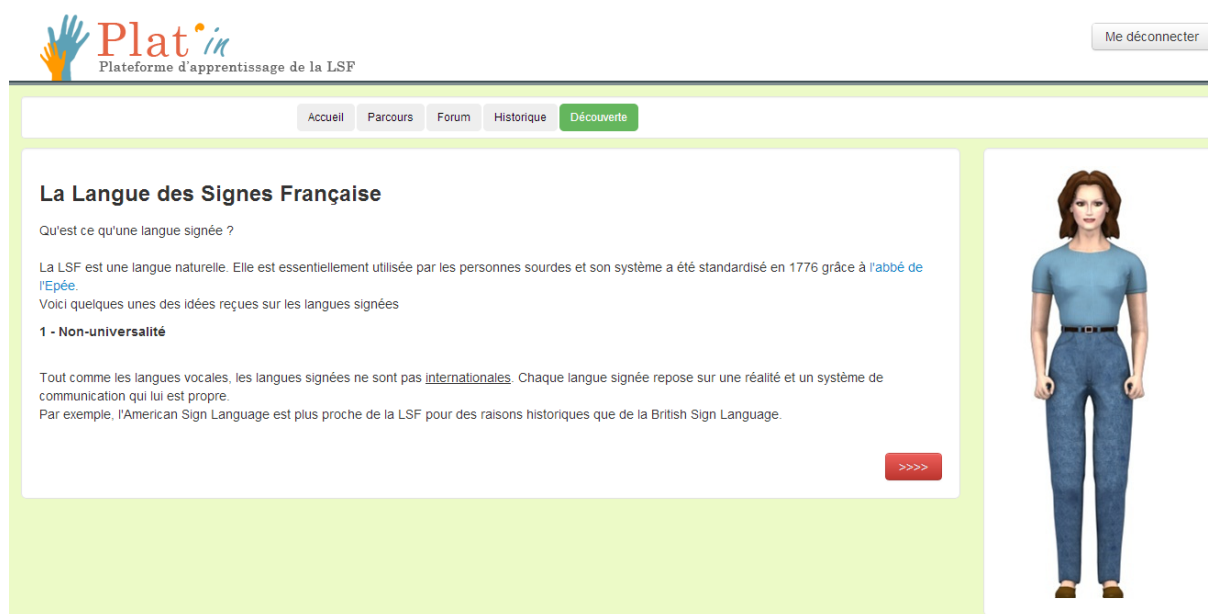 Plat'in
Plateforme d'apprentissage de la LSF
Me déconnecter
Accueil Parcours Forum Historique Découverte
La Langue des Signes Française
Qu'est ce qu'une langue signée ?
La LSF est une langue naturelle. Elle est essentiellement utilisée par les personnes sourdes et son système a été standardisé en 1776 grâce à l'abbé de
l'Epée.
Voici quelques unes des idées reçues sur les langues signées
1 - Non-universalité
Tout comme les langues vocales, les langues signées ne sont pas internationales. Chaque langue signée repose sur une réalité et un système de
communication qui lui est propre.
Par exemple, l'American Sign Language est plus proche de la LSF pour des raisons historiques que de la British Sign Language.
>>>>